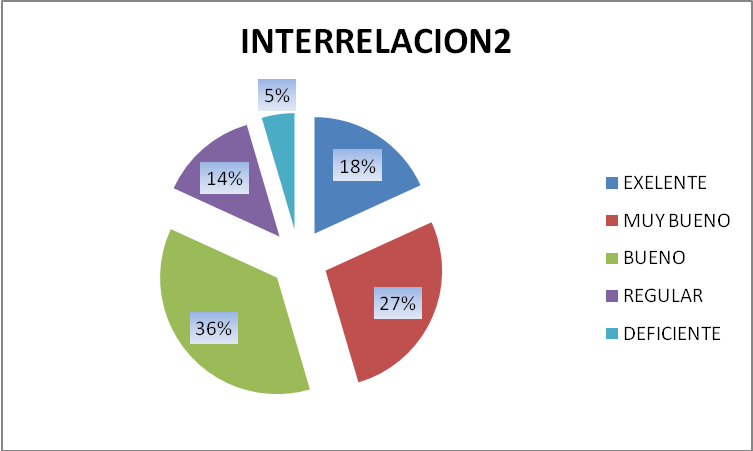 INTERRELACION2
5%
18%
14%
27%
36%
EXELENTE
MUY BUENO
BUENO
REGULAR
DEFICIENTE